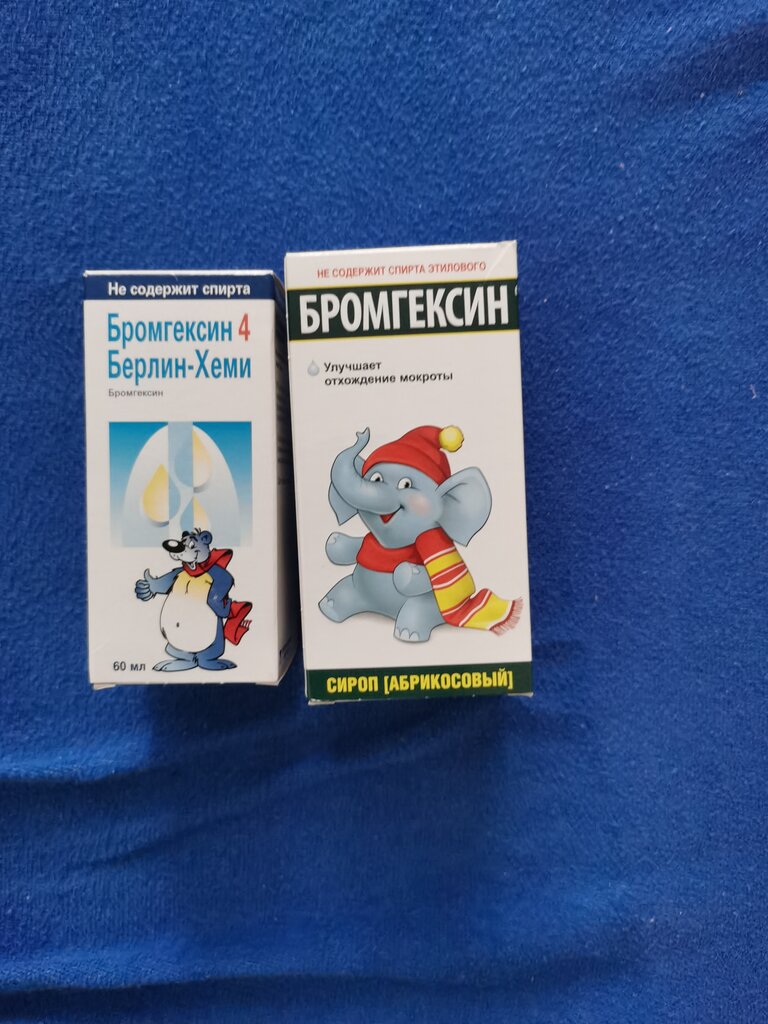 Не содержит спирта
Бромгексин 4
Берлин-Хеми
Бромгексин
60 мл
НЕ СОДЕРЖИТ СПИРТА ЭТИЛОВОГО
БРОМГЕКСИН
Улучшает
отхождение мокроты
СИРОП [АБРИКОСОВЫЙ]